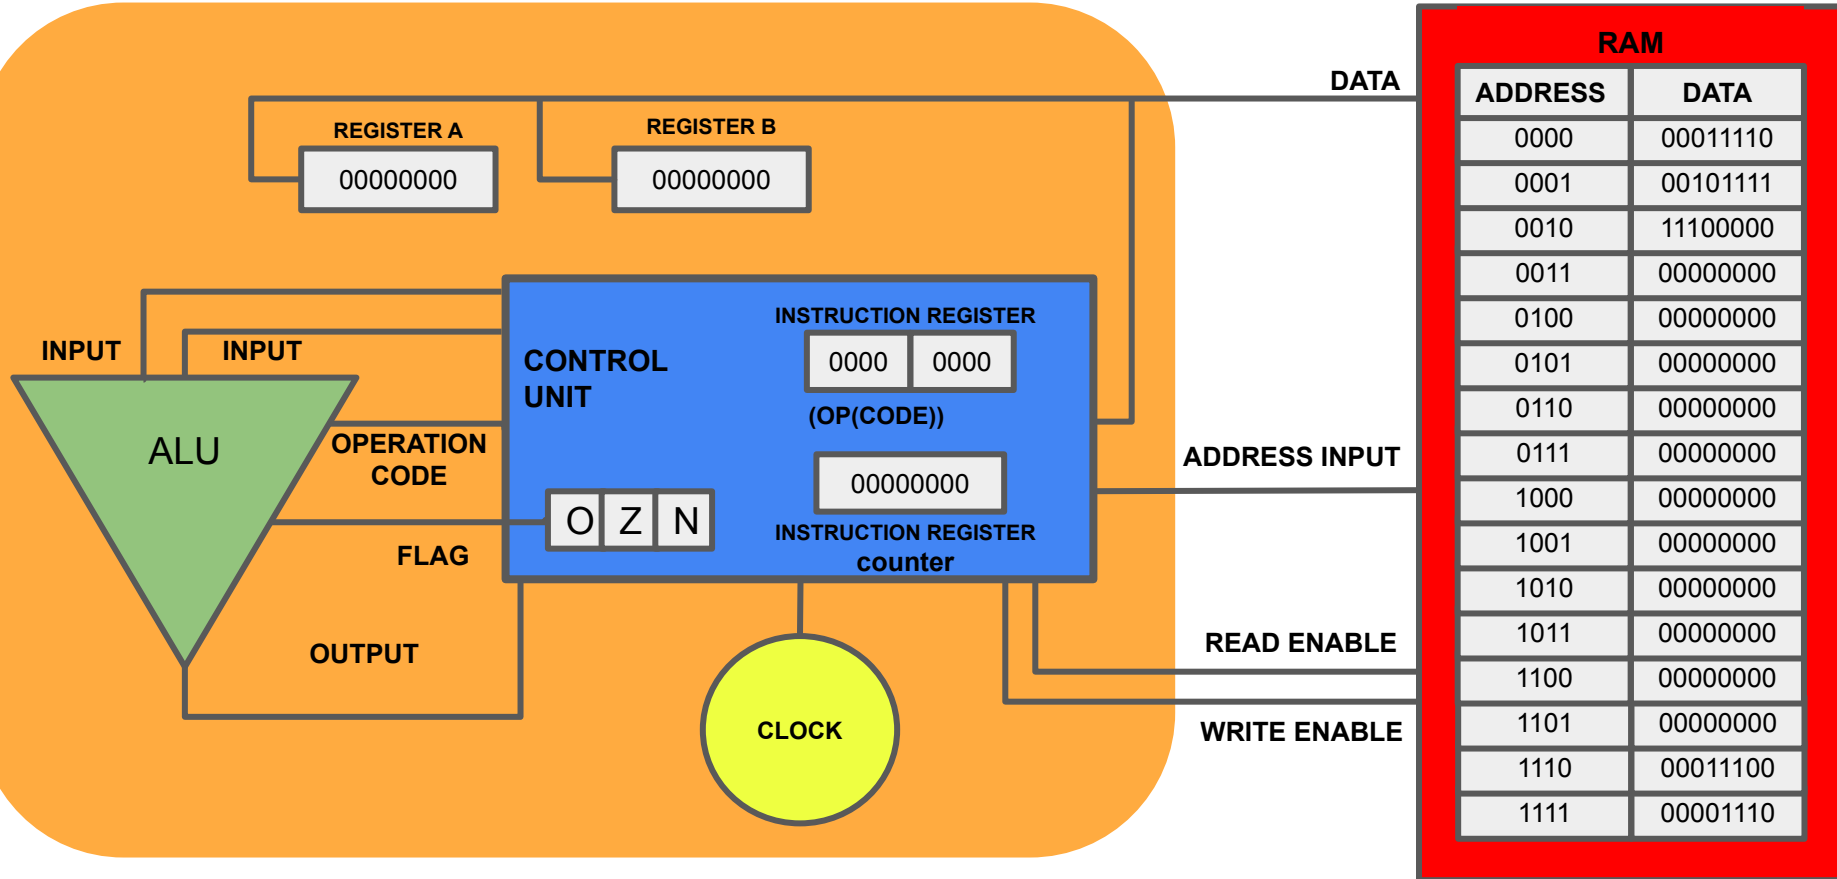 RAM
DATA
ADDRESS DATA
REGISTER A
REGISTER B
0000 00011110
00000000
00000000
0001 00101111
0010 11100000
0011 00000000
INSTRUCTION REGISTER
0100 00000000
INPUT
INPUT
CONTROL
UNIT
0000 0000
0101 00000000
(OP(CODE))
0110 00000000
ALU
OPERATION
CODE
ADDRESS INPUT
0111 00000000
00000000
1000 00000000
O Z N
INSTRUCTION REGISTER
counter
1001 00000000
FLAG
1010 00000000
OUTPUT
READ ENABLE
1011 00000000
1100 00000000
CLOCK
WRITE ENABLE
1101 00000000
1110 00011100
1111 00001110